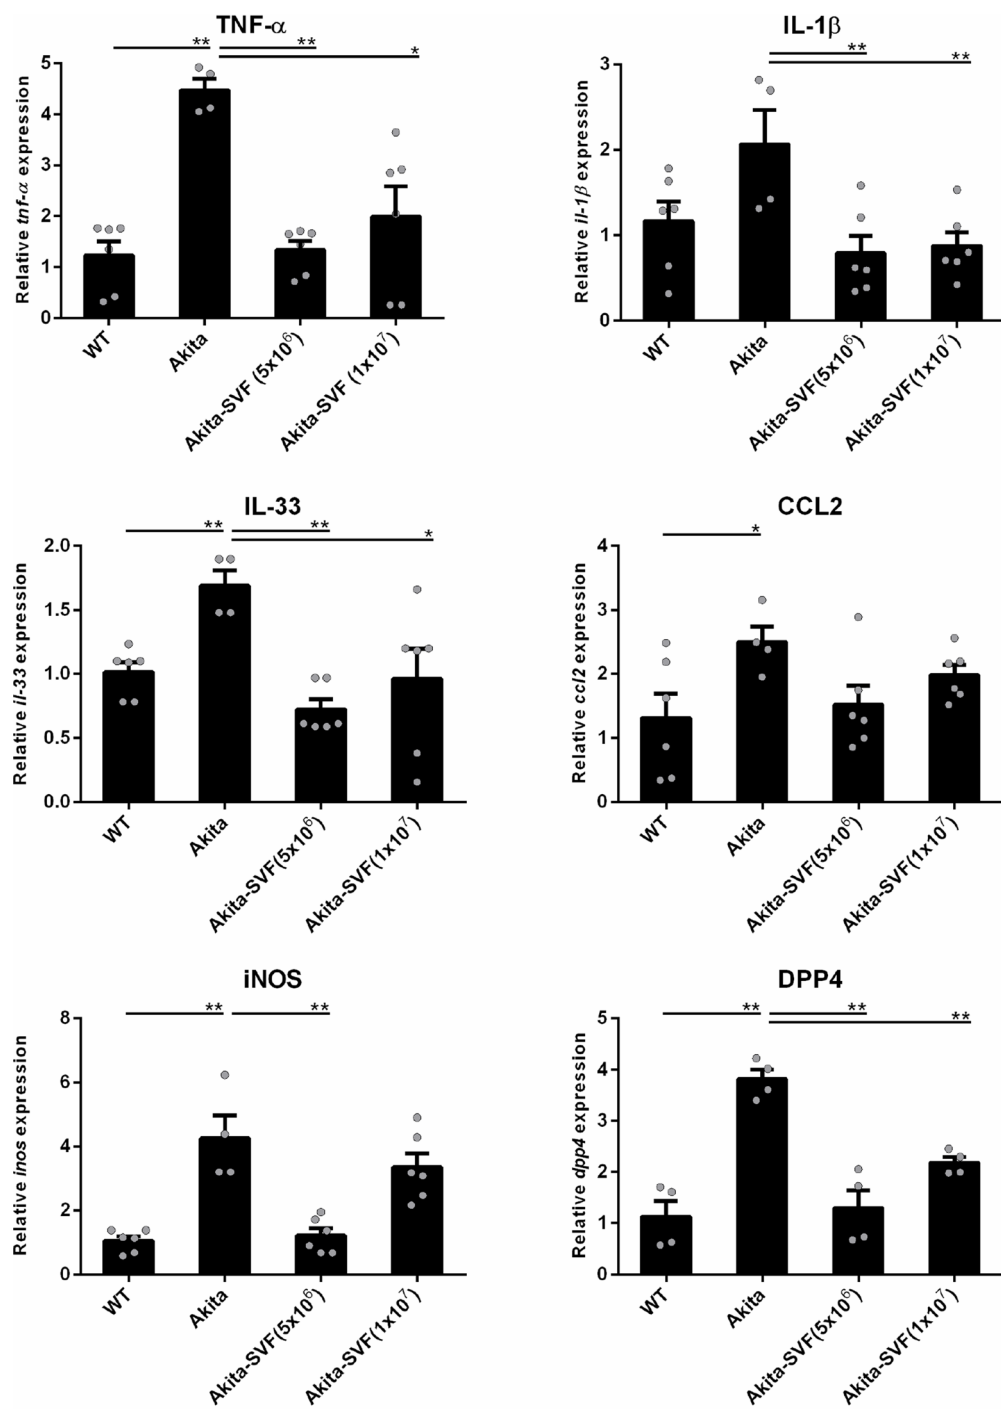 TNF-α
** ** *
Relative tnf-α expression
5
4
3
2
1
0
WT
Akita
Akita-SVF (5x10⁶)
Akita-SVF (1x10⁷)
IL-1β
** **
Relative il-1β expression
3
2
1
0
WT
Akita
Akita-SVF(5x10⁶)
Akita-SVF(1x10⁷)
IL-33
** ** *
Relative il-33 expression
2.0
1.5
1.0
0.5
0.0
WT
Akita
Akita-SVF(5x10⁶)
Akita-SVF(1x10⁷)
CCL2
*
Relative ccl2 expression
4
3
2
1
0
WT
Akita
Akita-SVF(5x10⁶)
Akita-SVF(1x10⁷)
iNOS
** **
Relative inos expression
8
6
4
2
0
WT
Akita
Akita-SVF(5x10⁶)
Akita-SVF(1x10⁷)
DPP4
** ** **
Relative dpp4 expression
5
4
3
2
1
0
WT
Akita
Akita-SVF(5x10⁶)
Akita-SVF(1x10⁷)